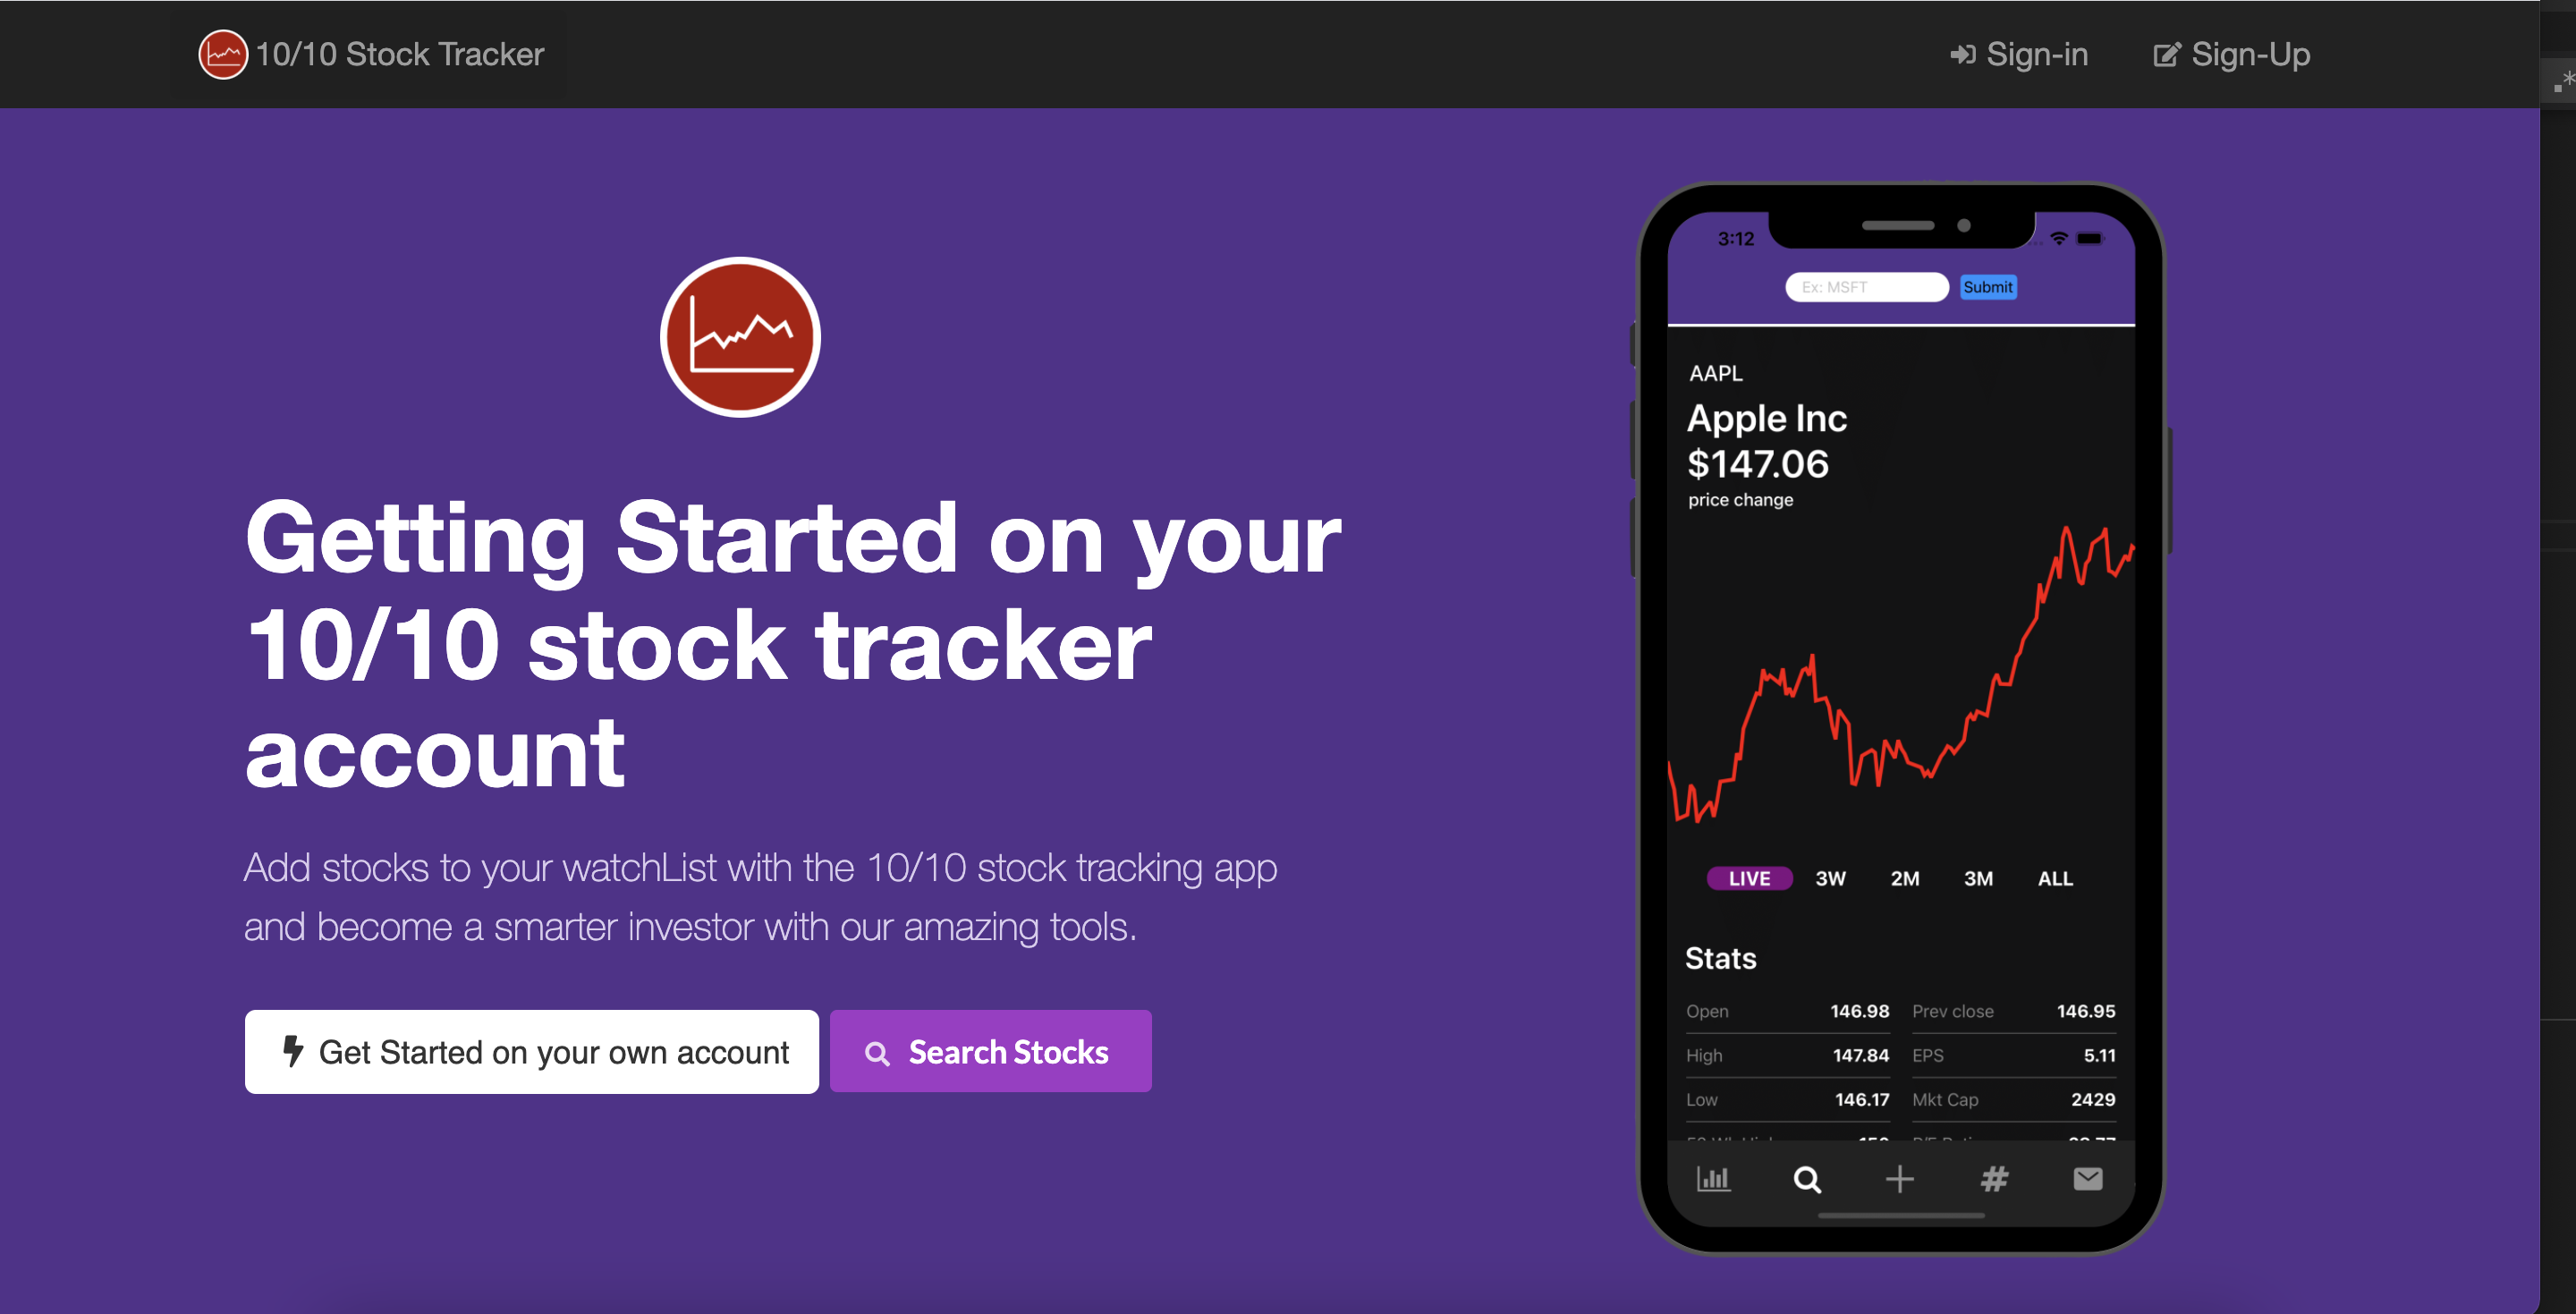 10/10 Stock Tracker
Sign-in
Sign-Up
Getting Started on your
10/10 stock tracker
account
Add stocks to your watchList with the 10/10 stock tracking app
and become a smarter investor with our amazing tools.
Get Started on your own account
Search Stocks
3:12
Ex: MSFT
Submit
AAPL
Apple Inc
$147.06
price change
LIVE 3W 2M 3M ALL
Stats
Open 146.98 Prev close 146.95
High 147.84 EPS 5.11
Low 146.17 Mkt Cap 2429
.*